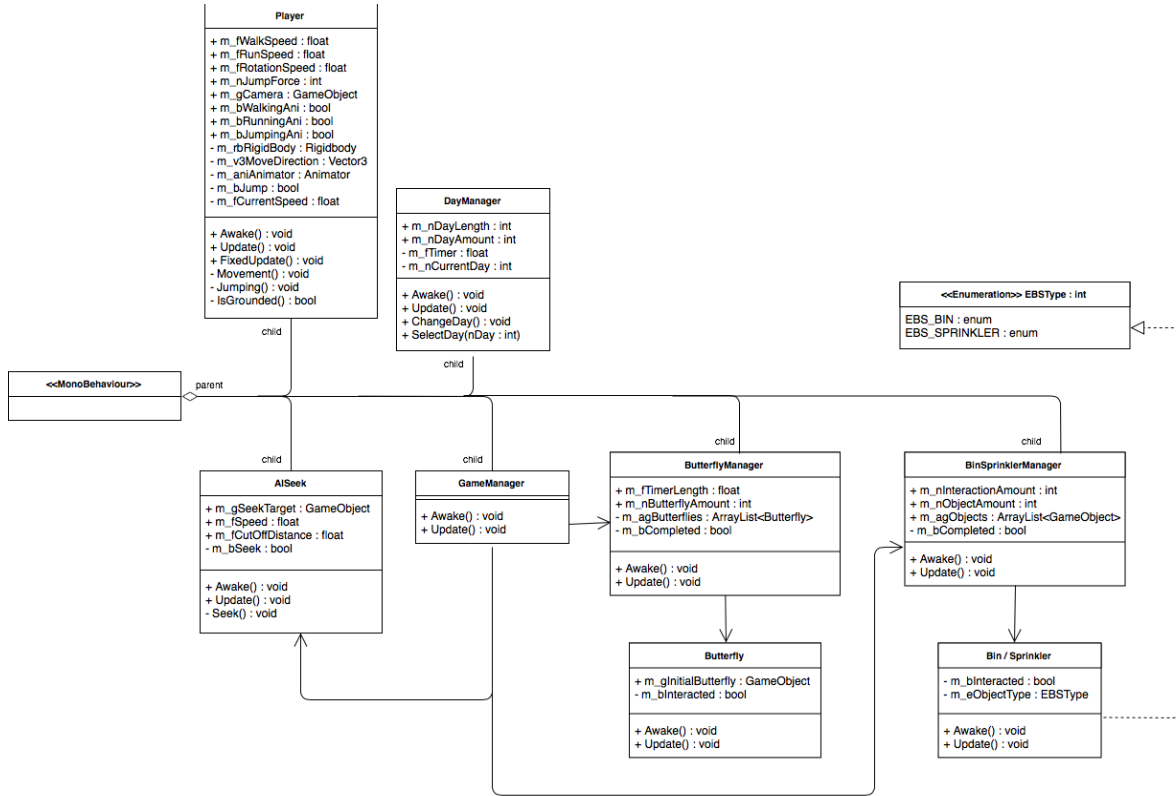 Player
+ m_fWalkSpeed : float
+ m_fRunSpeed : float
+ m_fRotationSpeed : float
+ m_nJumpForce : int
+ m_gCamera : GameObject
+ m_bWalkingAni : bool
+ m_bRunningAni : bool
+ m_bJumpingAni : bool
- m_rbRigidBody : Rigidbody
- m_v3MoveDirection : Vector3
- m_aniAnimator : Animator
- m_bJump : bool
- m_fCurrentSpeed : float
+ Awake() : void
+ Update() : void
+ FixedUpdate() : void
- Movement() : void
- Jumping() : void
- IsGrounded() : bool
child
DayManager
+ m_nDayLength : int
+ m_nDayAmount : int
- m_fTimer : float
- m_nCurrentDay : int
+ Awake() : void
+ Update() : void
+ ChangeDay() : void
+ SelectDay(nDay : int)
child
<<Enumeration>> EBSType : int
EBS_BIN : enum
EBS_SPRINKLER : enum
<<MonoBehaviour>>
parent
child
AISeek
+ m_gSeekTarget : GameObject
+ m_fSpeed : float
+ m_fCutOffDistance : float
- m_bSeek : bool
+ Awake() : void
+ Update() : void
- Seek() : void
child
GameManager
+ Awake() : void
+ Update() : void
child
ButterflyManager
+ m_fTimerLength : float
+ m_nButterflyAmount : int
- m_agButterflies : ArrayList<Butterfly>
- m_bCompleted : bool
+ Awake() : void
+ Update() : void
child
BinSprinklerManager
+ m_nInteractionAmount : int
+ m_nObjectAmount : int
+ m_agObjects : ArrayList<GameObject>
- m_bCompleted : bool
+ Awake() : void
+ Update() : void
Butterfly
+ m_gInitialButterfly : GameObject
- m_bInteracted : bool
+ Awake() : void
+ Update() : void
Bin / Sprinkler
- m_bInteracted : bool
- m_eObjectType : EBSType
+ Awake() : void
+ Update() : void